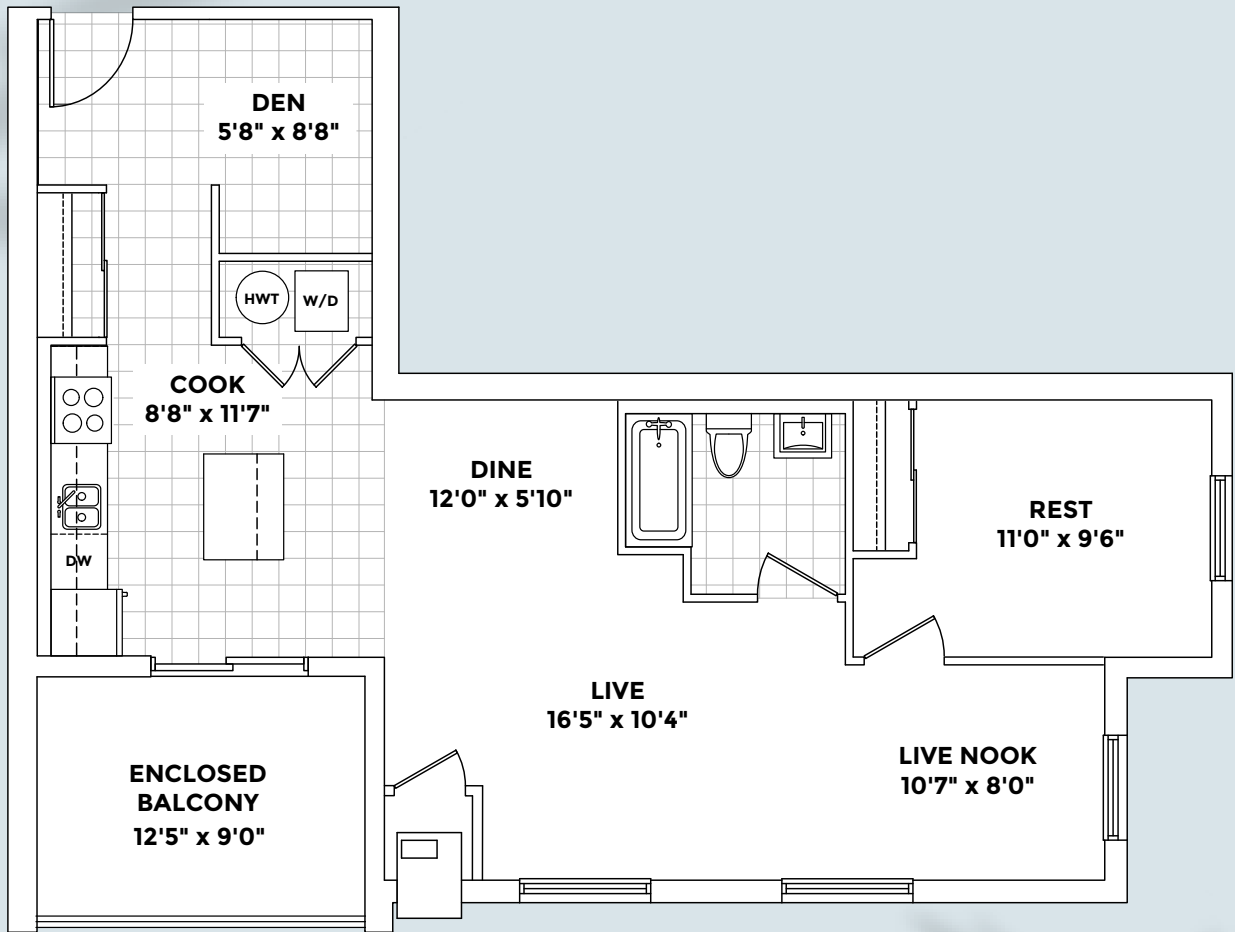 DEN
5'8" x 8'8"
HWT
W/D
COOK
8'8" x 11'7"
DINE
12'0" x 5'10"
REST
11'0" x 9'6"
DW
LIVE
16'5" x 10'4"
LIVE NOOK
10'7" x 8'0"
ENCLOSED
BALCONY
12'5" x 9'0"